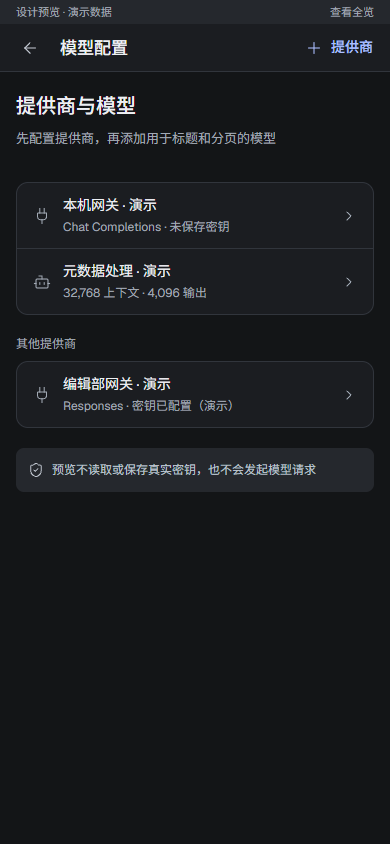 设计预览 · 演示数据
查看全览
模型配置
提供商
提供商与模型
先配置提供商，再添加用于标题和分页的模型
本机网关 · 演示
Chat Completions · 未保存密钥
元数据处理 · 演示
32,768 上下文 · 4,096 输出
其他提供商
编辑部网关 · 演示
Responses · 密钥已配置（演示）
预览不读取或保存真实密钥，也不会发起模型请求